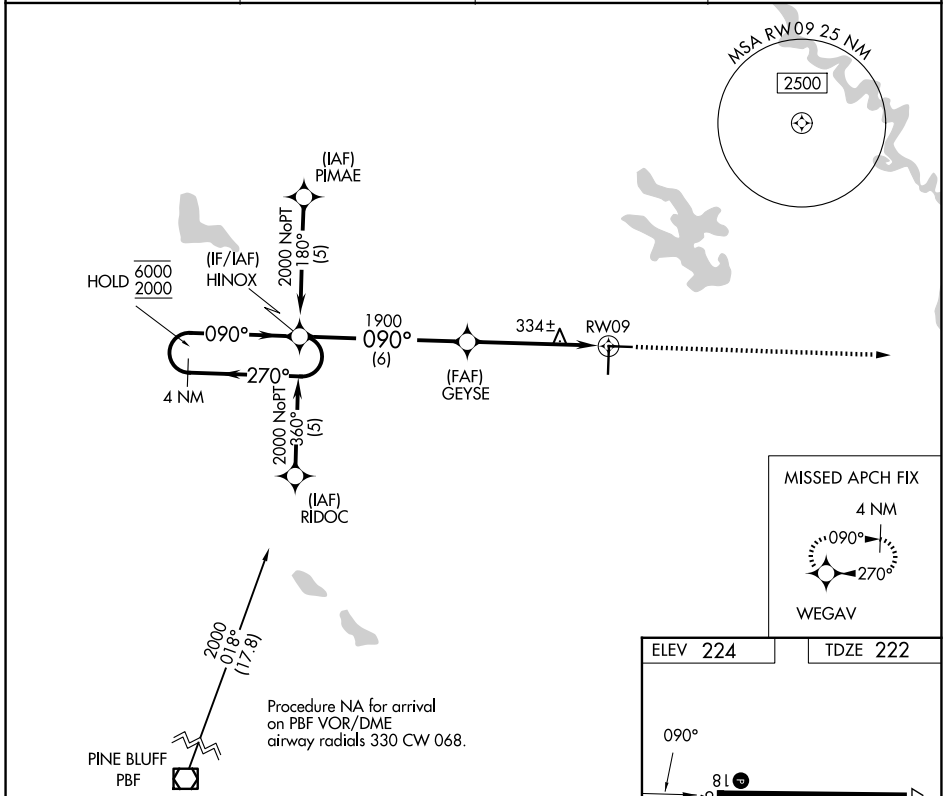 MSA RW09 25 NM
2500
(IAF)
PIMAE
2000 NoPT
180°
(5)
(IF/IAF)
HINOX
HOLD 6000
2000
090°
270°
4 NM
1900
090°
(6)
(FAF)
GEYSE
334±
RW09
2000 NoPT
360°
(5)
(IAF)
RIDOC
MISSED APCH FIX
4 NM
090°
270°
WEGAV
2000
018°
(17.8)
PINE BLUFF
PBF
Procedure NA for arrival
on PBF VOR/DME
airway radials 330 CW 068.
ELEV 224
TDZE 222
090°
18 P